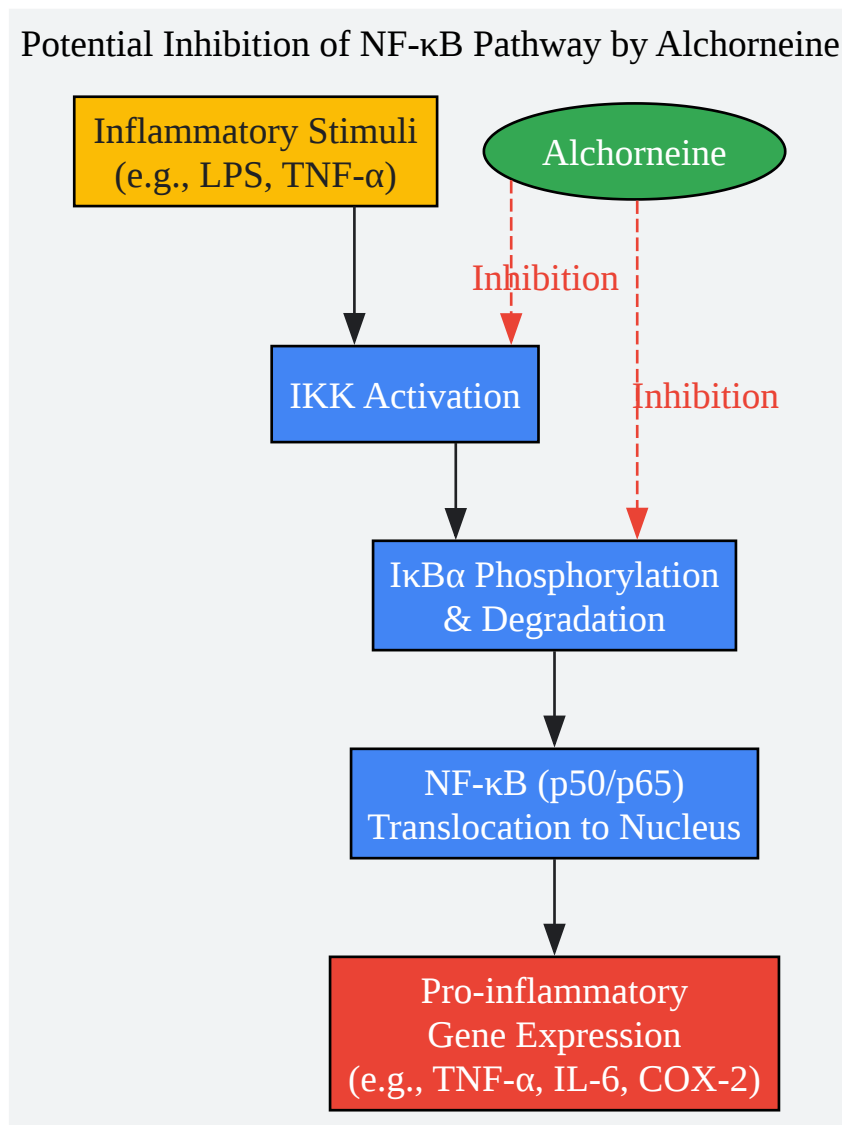 Potential Inhibition of NF-κB Pathway by Alchorneine
Inflammatory Stimuli
(e.g., LPS, TNF-α)
Alchorneine
Inhibition
IKK Activation
Inhibition
IκBα Phosphorylation
& Degradation
NF-κB (p50/p65)
Translocation to Nucleus
Pro-inflammatory
Gene Expression
(e.g., TNF-α, IL-6, COX-2)